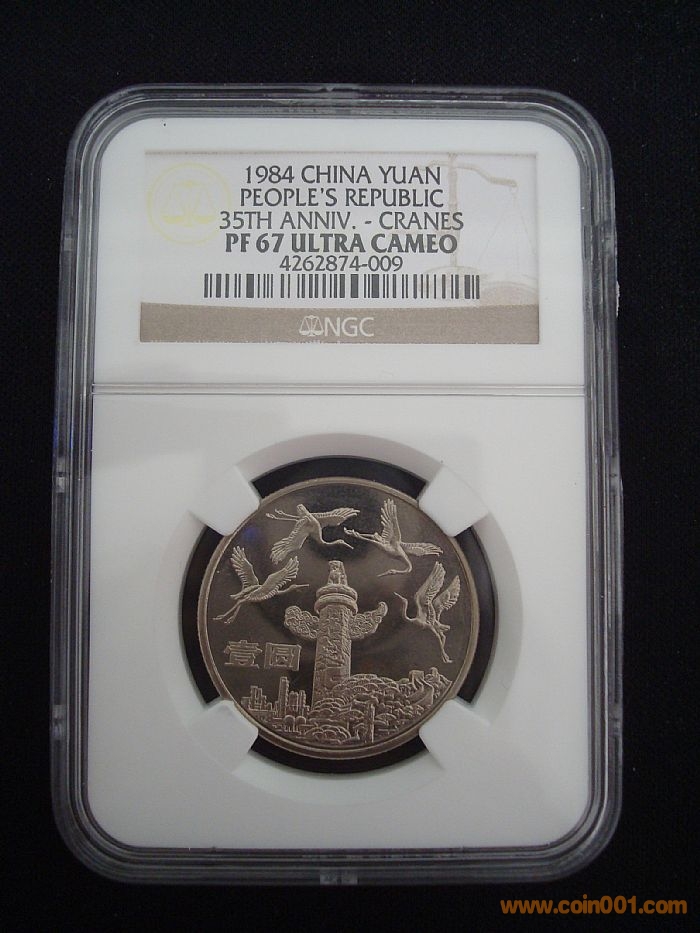 1984 CHINA YUAN
PEOPLE'S REPUBLIC
35TH ANNIV. - CRANES
PF 67 ULTRA CAMEO
4262874-009
NGC
壹圆
www.coin001.com